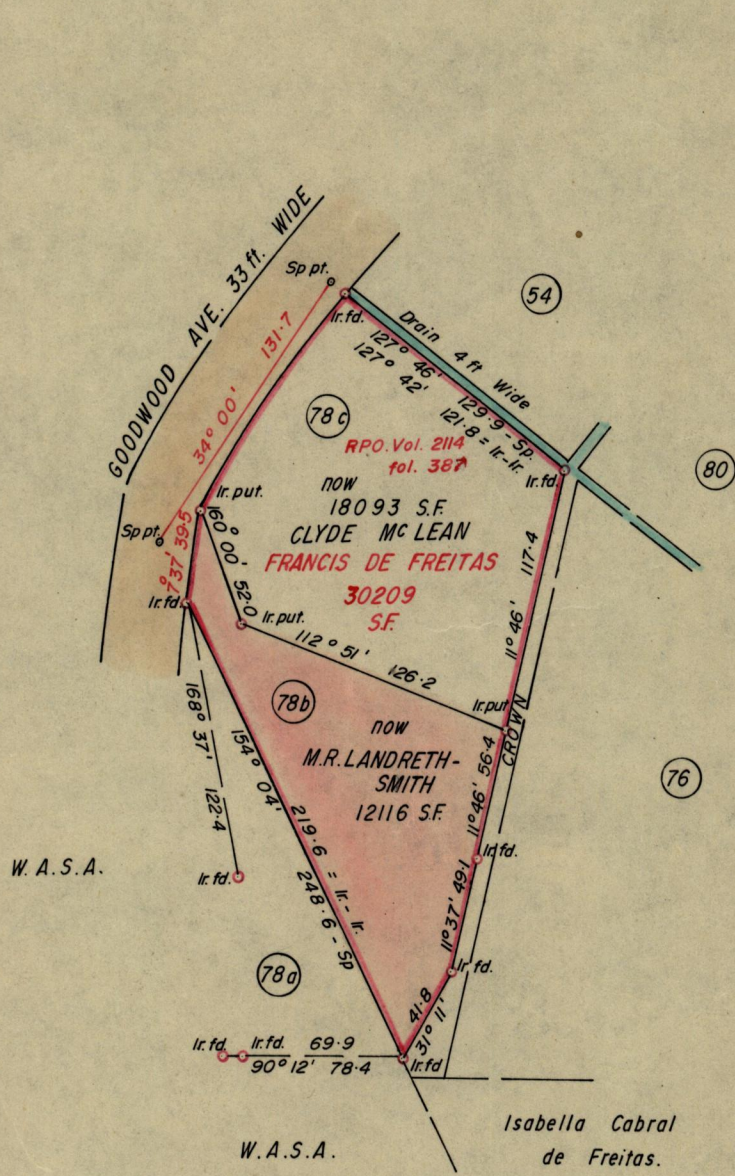 GOODWOOD AVE. 33 ft. WIDE
Sp pt.
34° 00' 131·7
Ir. fd.
54
Drain 4 ft Wide
127° 46' 129·9 - Sp.
127° 42' 121·8 = Ir.-Ir.
78c
RPO. Vol. 2114
fol. 387
80
Ir. fd.
now
18093 S.F.
CLYDE Mc LEAN
FRANCIS DE FREITAS
30209
S.F.
Ir. put.
Sp pt.
7° 37' 39·5
160° 00' 52·0
Ir. fd.
Ir. put.
112° 51' 126·2
11° 46' 117·4
Ir. put
CROWN
78b
now
M.R. LANDRETH-
SMITH
12116 S.F.
11° 46' 56·4
76
168° 37' 122·4
154° 04' 219·6 = Ir.- Ir.
248·6 - Sp
Ir. fd.
W. A. S. A.
Ir. fd.
11° 37' 49·1
Ir. fd.
78a
41·8
31° 11'
Ir. fd. Ir. fd. 69·9
90° 12' 78·4
Ir. fd
Isabella Cabral
de Freitas.
W.A.S.A.